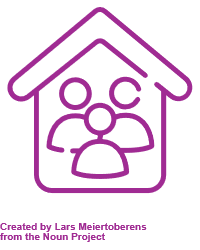 Created by Lars Meiertoberens
from the Noun Project